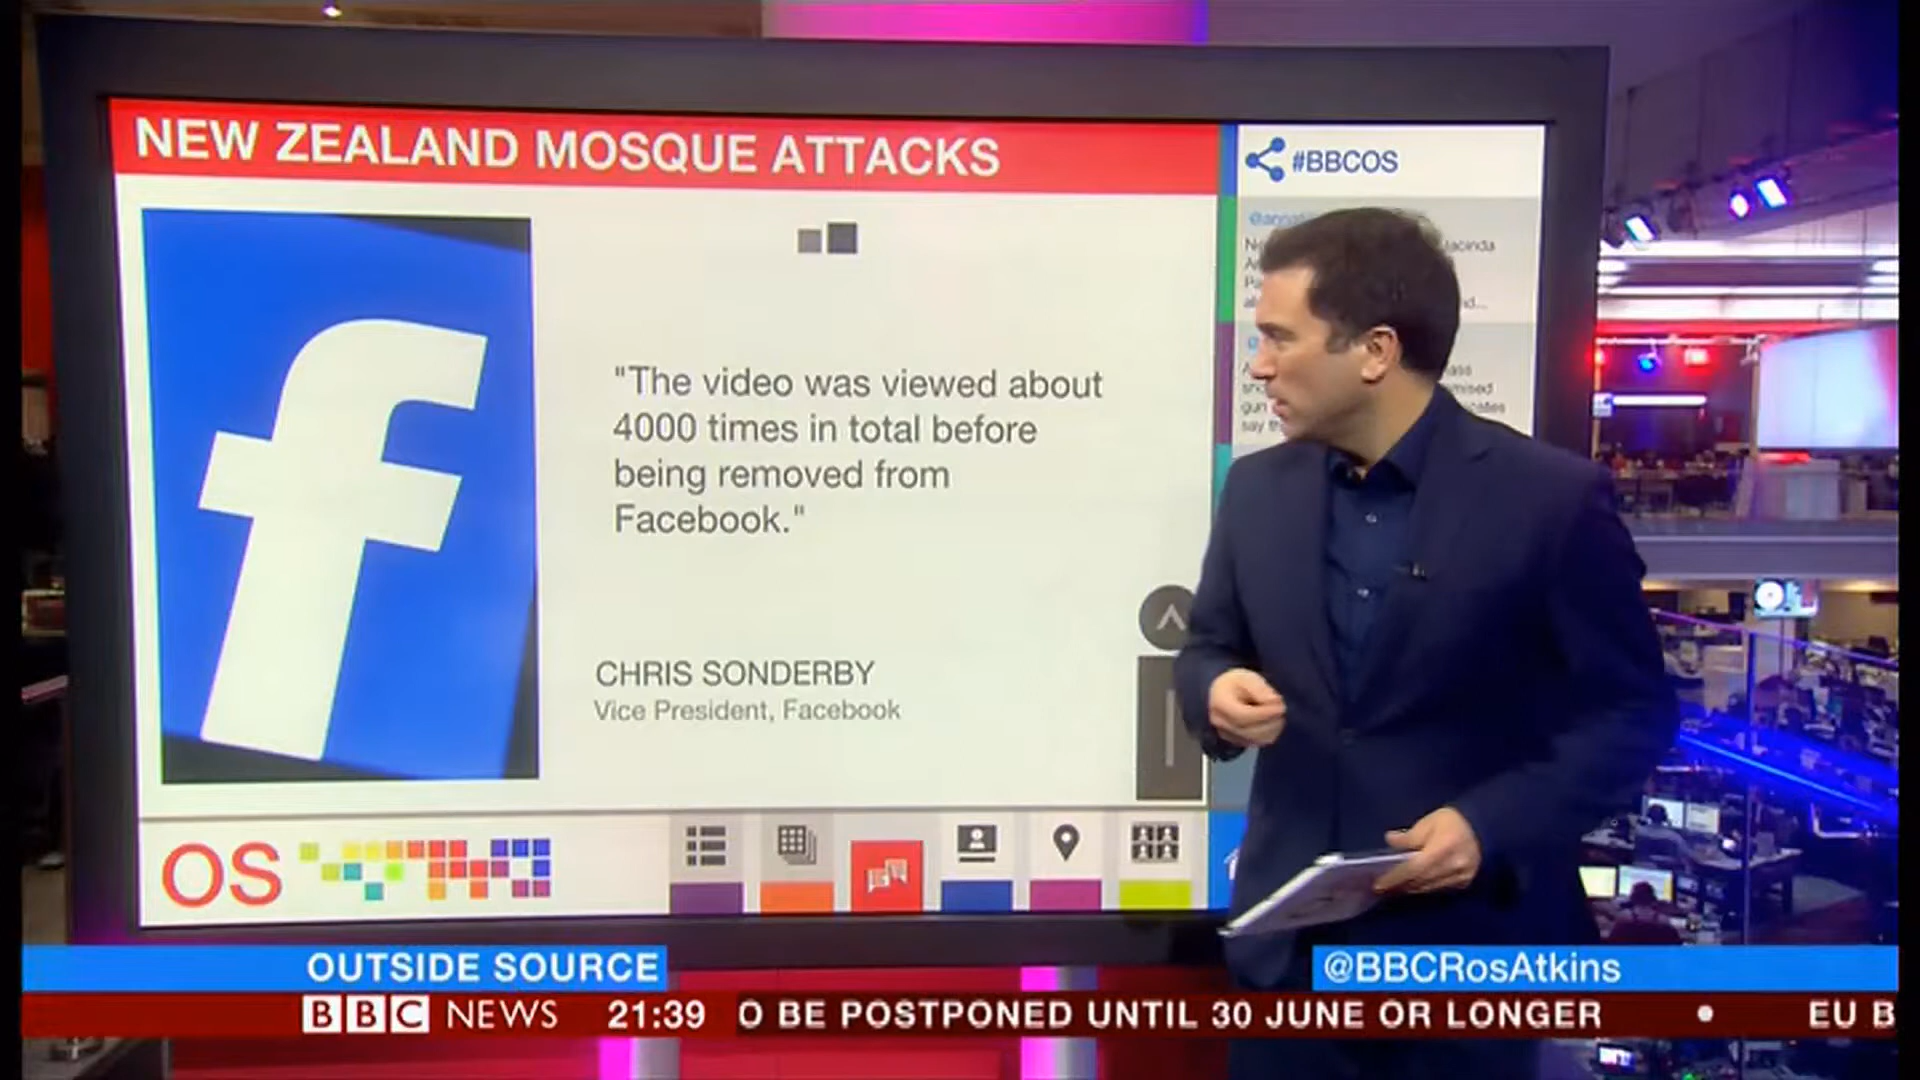 NEW ZEALAND MOSQUE ATTACKS
#BBCOS
"The video was viewed about
4000 times in total before
being removed from
Facebook."
CHRIS SONDERBY
Vice President, Facebook
OS
OUTSIDE SOURCE
@BBCRosAtkins
BBC NEWS 21:39 O BE POSTPONED UNTIL 30 JUNE OR LONGER • EU B